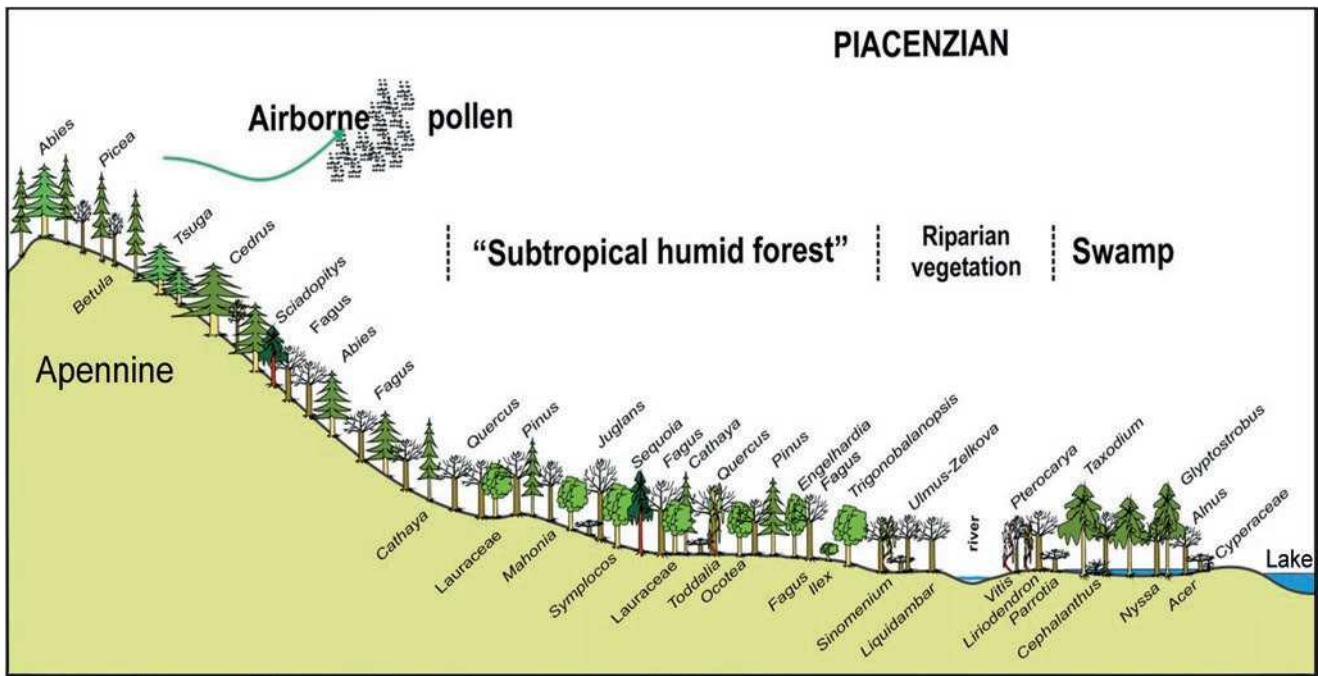 PIACENZIAN
Airborne pollen
Abies
Picea
Tsuga
Cedrus
Betula
Sciadopitys
Fagus
Abies
Fagus
Apennine
"Subtropical humid forest"
Riparian
vegetation
Swamp
Quercus
Pinus
Juglans
Sequoia
Fagus
Cathaya
Quercus
Pinus
Engelhardia
Fagus
Trigonobalanopsis
Ulmus-Zelkova
river
Pterocarya
Taxodium
Glyptostrobus
Alnus
Cyperaceae
Lake
Cathaya
Lauraceae
Mahonia
Symplocos
Lauraceae
Toddalia
Ocotea
Fagus
Ilex
Sinomenium
Liquidambar
Vitis
Liriodendron
Parrotia
Cephalanthus
Nyssa
Acer